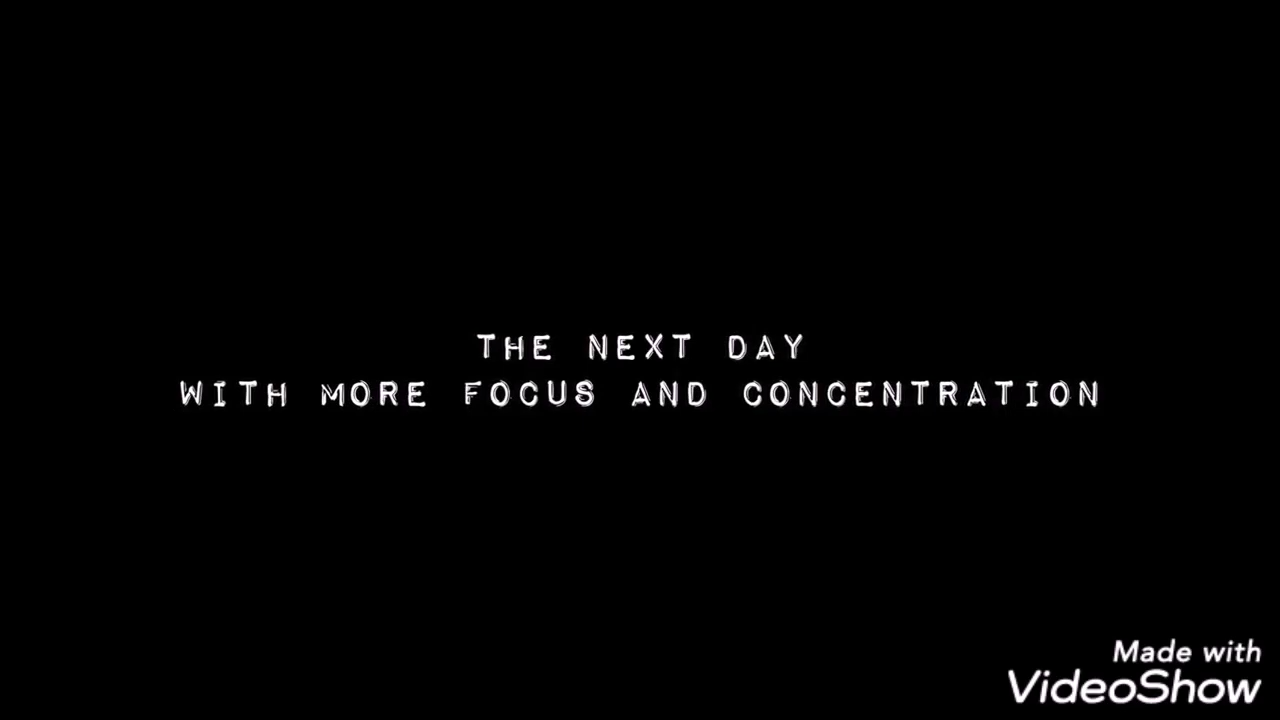 THE NEXT DAY
WITH MORE FOCUS AND CONCENTRATION
Made with
VideoShow